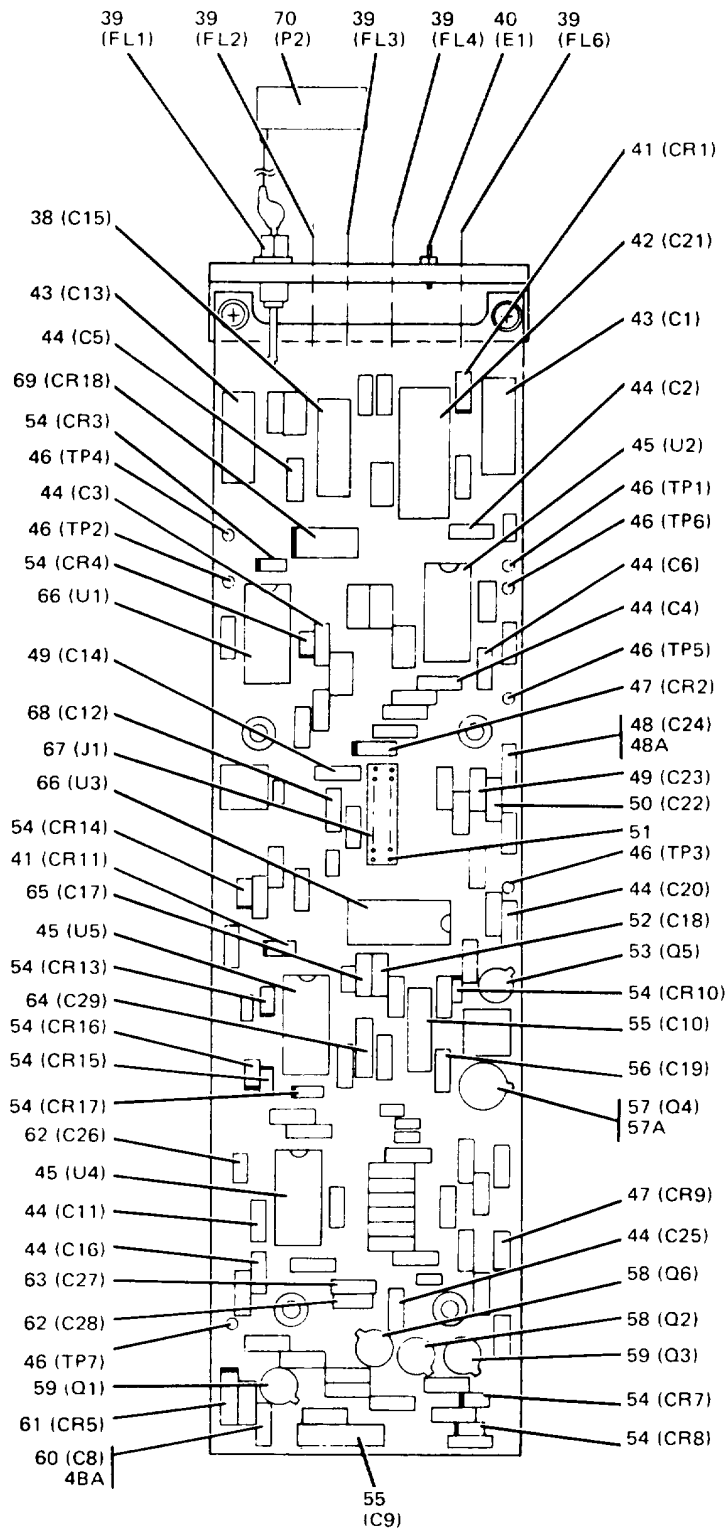 39 (FL1)
39 (FL2)
70 (P2)
39 (FL3)
39 (FL4)
40 (E1)
39 (FL6)
38 (C15)
43 (C13)
44 (C5)
69 (CR18)
54 (CR3)
46 (TP4)
44 (C3)
46 (TP2)
54 (CR4)
66 (U1)
49 (C14)
68 (C12)
67 (J1)
66 (U3)
54 (CR14)
41 (CR11)
65 (C17)
45 (U5)
54 (CR13)
64 (C29)
54 (CR16)
54 (CR15)
54 (CR17)
62 (C26)
45 (U4)
44 (C11)
44 (C16)
63 (C27)
62 (C28)
46 (TP7)
59 (Q1)
61 (CR5)
60 (C8)
4BA
41 (CR1)
42 (C21)
43 (C1)
44 (C2)
45 (U2)
46 (TP1)
46 (TP6)
44 (C6)
44 (C4)
46 (TP5)
47 (CR2)
48 (C24)
48A
49 (C23)
50 (C22)
51
46 (TP3)
44 (C20)
52 (C18)
53 (Q5)
54 (CR10)
55 (C10)
56 (C19)
57 (Q4)
57A
47 (CR9)
44 (C25)
58 (Q6)
58 (Q2)
59 (Q3)
54 (CR7)
54 (CR8)
55
(C9)